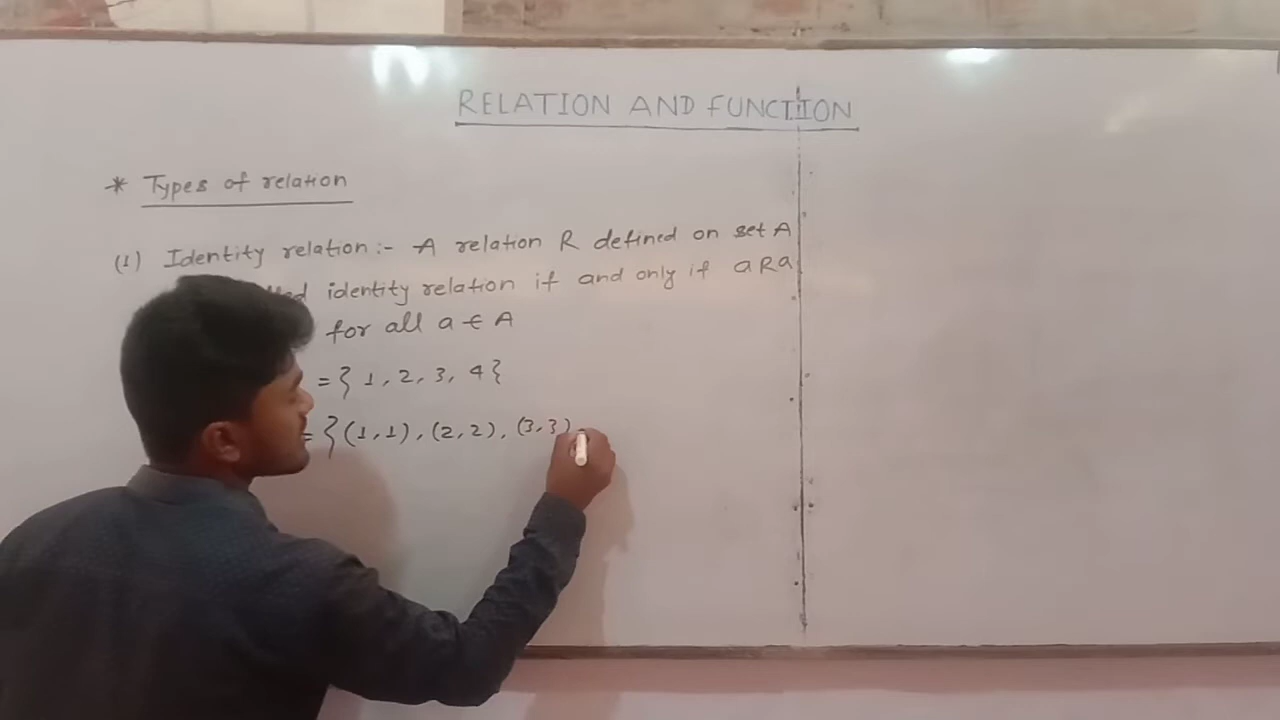 RELATION AND FUNCTION
* Types of relation
(1) Identity relation :- A relation R defined on set A
identity relation if and only if aRa
for all a ∈ A
= { 1, 2, 3, 4 }
= { (1,1), (2,2), (3,3)